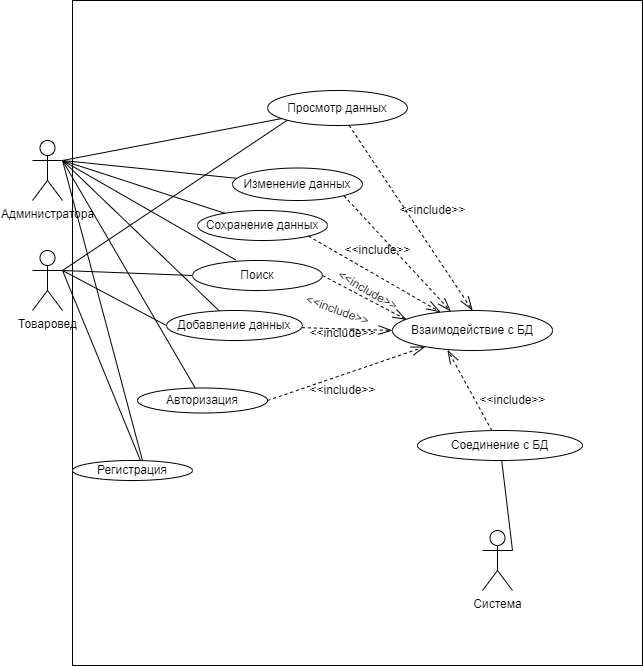 Просмотр данных
Администратора
Изменение данных
<<include>>
Сохранение данных
<<include>>
Поиск
<<include>>
<<include>>
Товаровед
Добавление данных
<<include>>
Взаимодействие с БД
Авторизация
<<include>>
<<include>>
Соединение с БД
Регистрация
Система